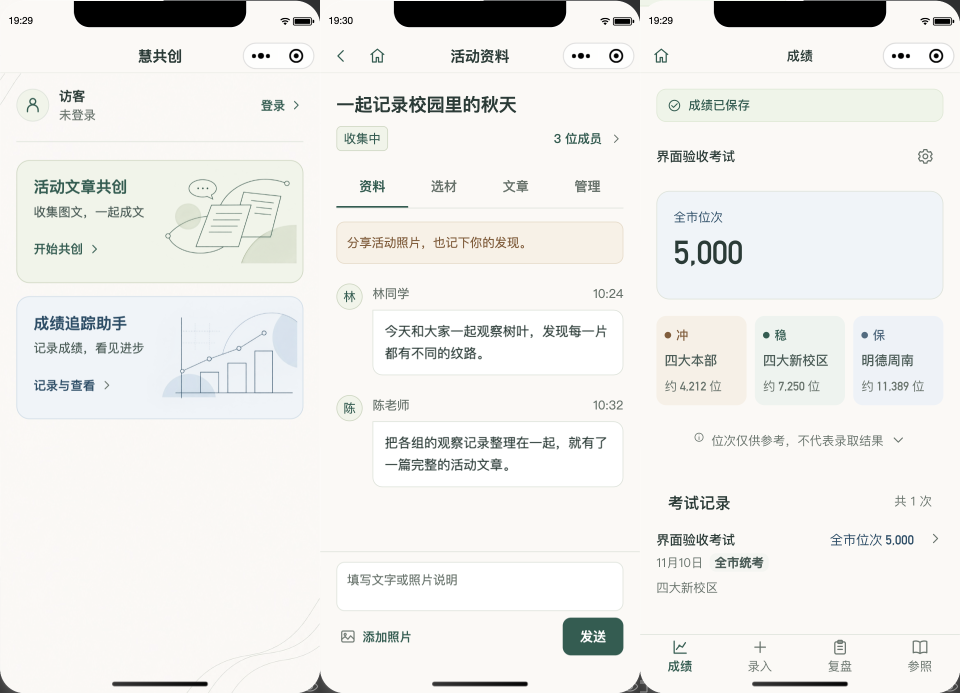 19:29
慧共创
访客
未登录
登录
活动文章共创
收集图文，一起成文
开始共创
成绩追踪助手
记录成绩，看见进步
记录与查看
19:30
活动资料
一起记录校园里的秋天
收集中
3 位成员
资料 选材 文章 管理
分享活动照片，也记下你的发现。
林 林同学 10:24
今天和大家一起观察树叶，发现每一片
都有不同的纹路。
陈 陈老师 10:32
把各组的观察记录整理在一起，就有了
一篇完整的活动文章。
填写文字或照片说明
添加照片
发送
19:29
成绩
成绩已保存
界面验收考试
全市位次
5,000
冲
四大本部
约 4,212 位
稳
四大新校区
约 7,250 位
保
明德周南
约 11,389 位
位次仅供参考，不代表录取结果
考试记录 共 1 次
界面验收考试 全市位次 5,000
11月10日 全市统考
四大新校区
成绩 录入 复盘 参照